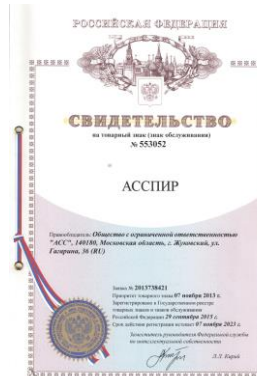 РОССИЙСКАЯ ФЕДЕРАЦИЯ
СВИДЕТЕЛЬСТВО
на товарный знак (знак обслуживания)
№ 553052
АССПИР
Правообладатель: Общество с ограниченной ответственностью
"АСС", 140180, Московская область, г. Жуковский, ул.
Гагарина, 36 (RU)
Заявка № 2013738421
Приоритет товарного знака 07 ноября 2013 г.
Зарегистрировано в Государственном реестре
товарных знаков и знаков обслуживания
Российской Федерации 29 сентября 2015 г.
Срок действия регистрации истекает 07 ноября 2023 г.
Заместитель руководителя Федеральной службы
по интеллектуальной собственности
Л.Л. Кирий